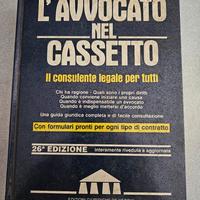 L'AVVOCATO
NEL
CASSETTO
Il consulente legale per tutti
Chi ha ragione - Quali sono i propri diritti
Quando conviene iniziare una causa
Quando è indispensabile un avvocato
Quando è meglio mettersi d'accordo
Una guida giuridica completa e di facile consultazione
Con formulari pronti per ogni tipo di contratto
26ª EDIZIONE interamente riveduta e aggiornata